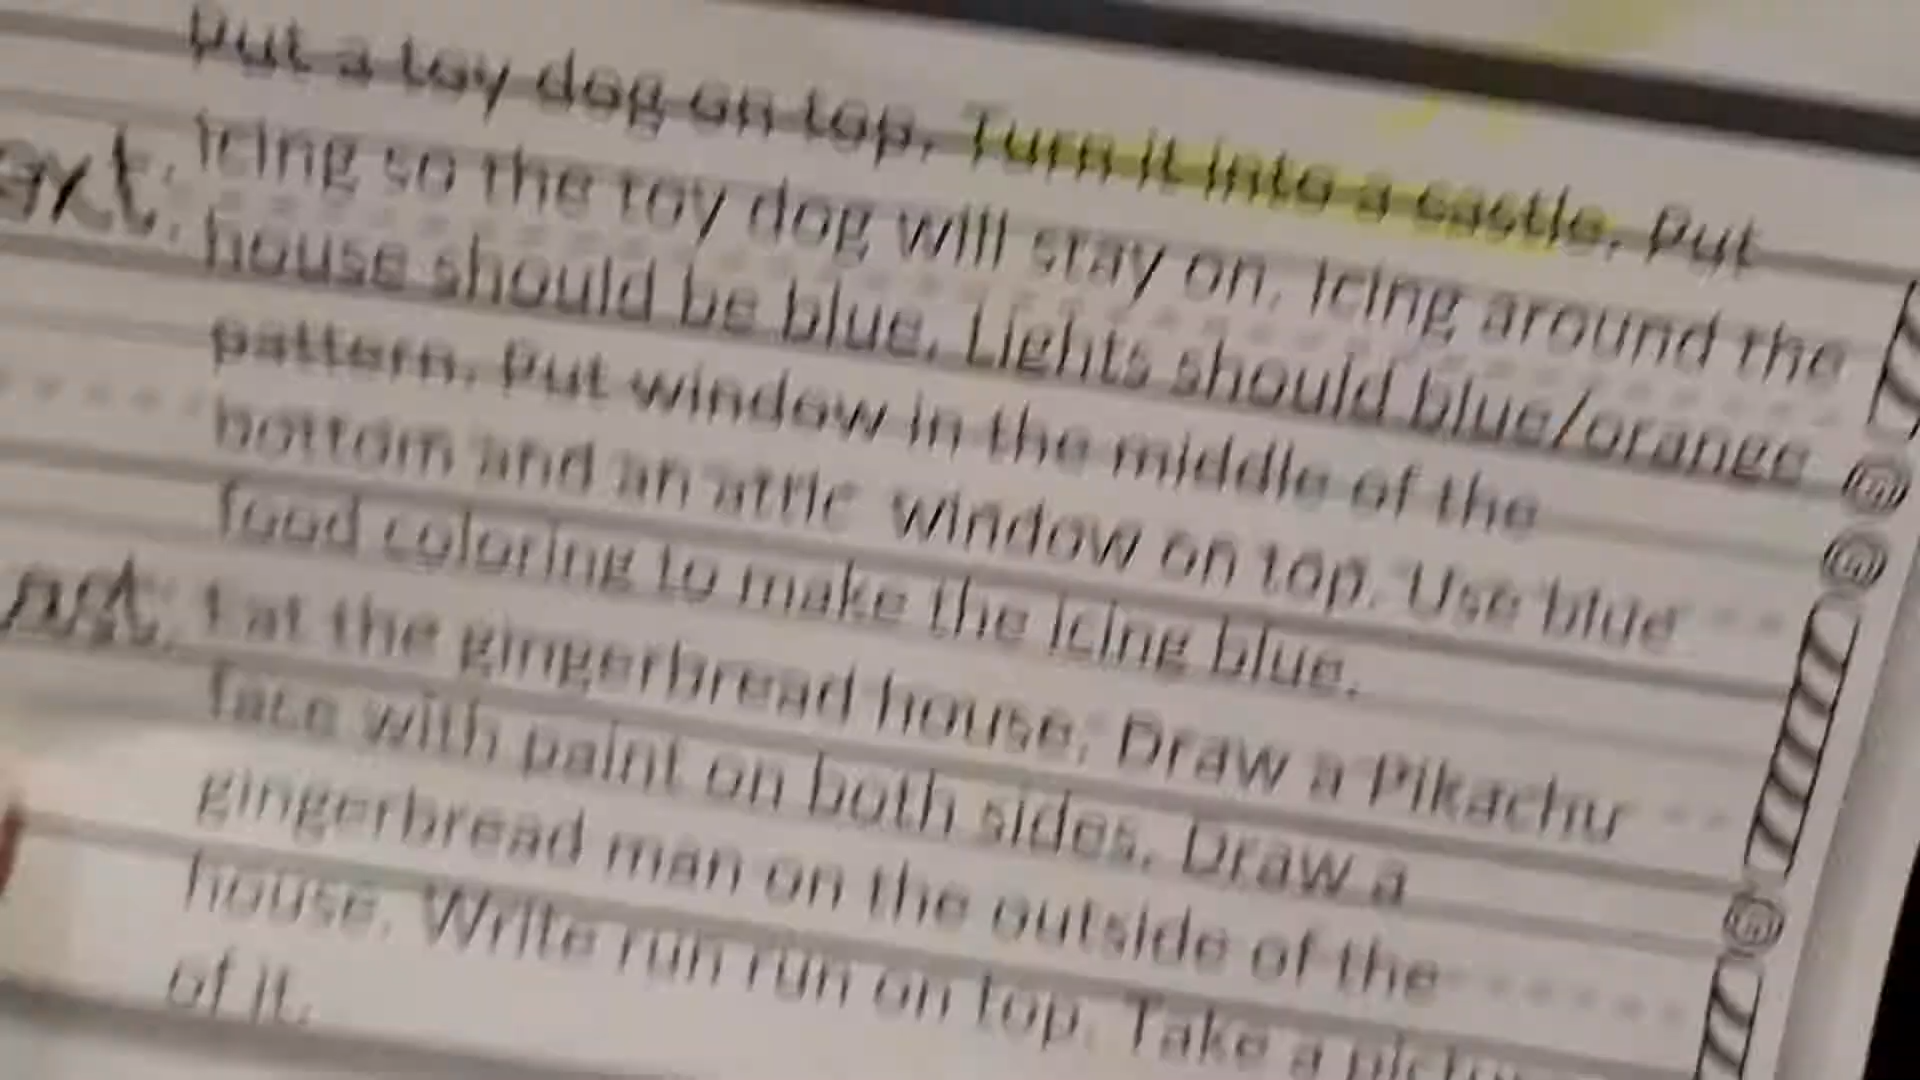 Put a toy dog on top. Turn it into a castle. Put
ext. icing so the toy dog will stay on. Icing around the
house should be blue. Lights should blue/orange
pattern. Put window in the middle of the
bottom and an attic window on top. Use blue
food coloring to make the icing blue.
Eat the gingerbread house. Draw a Pikachu
face with paint on both sides. Draw a
gingerbread man on the outside of the
house. Write run run on top. Take a
of it.